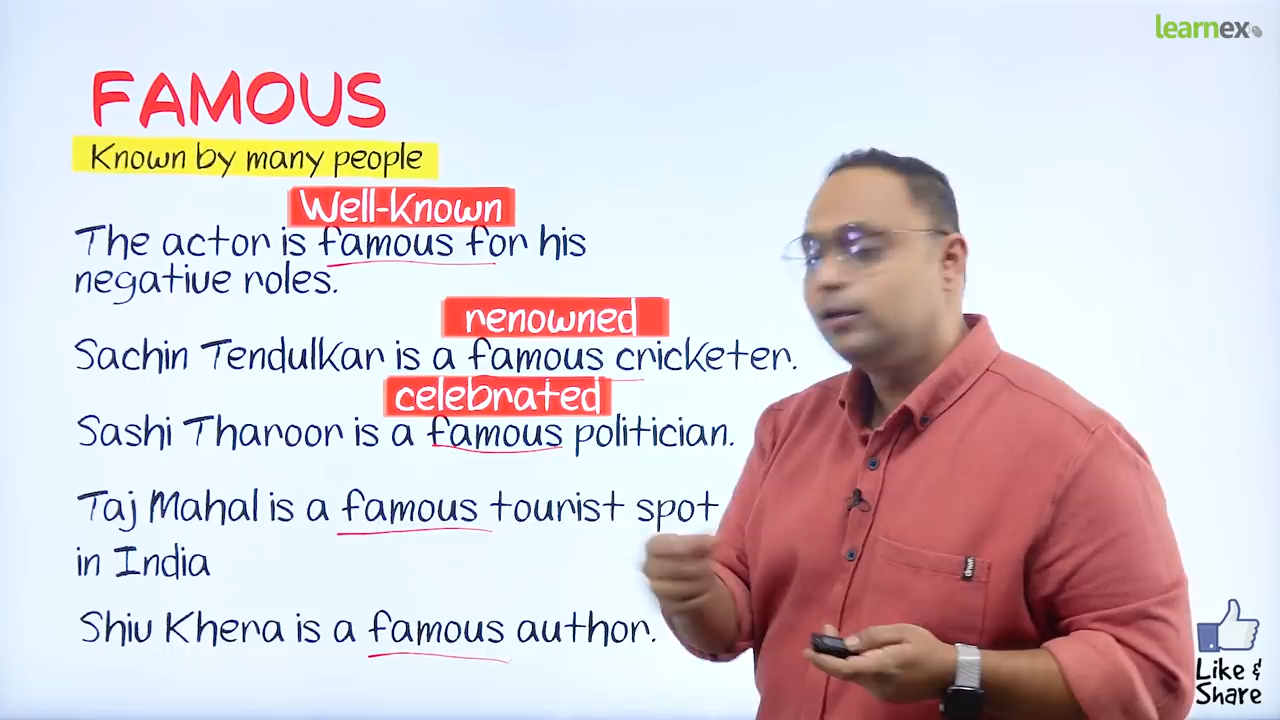 learnex
FAMOUS
Known by many people
Well-Known
The actor is famous for his
negative roles.
renowned
Sachin Tendulkar is a famous cricketer.
celebrated
Sashi Tharoor is a famous politician.
Taj Mahal is a famous tourist spot
in India
Shiv Khera is a famous author.
Like &
Share